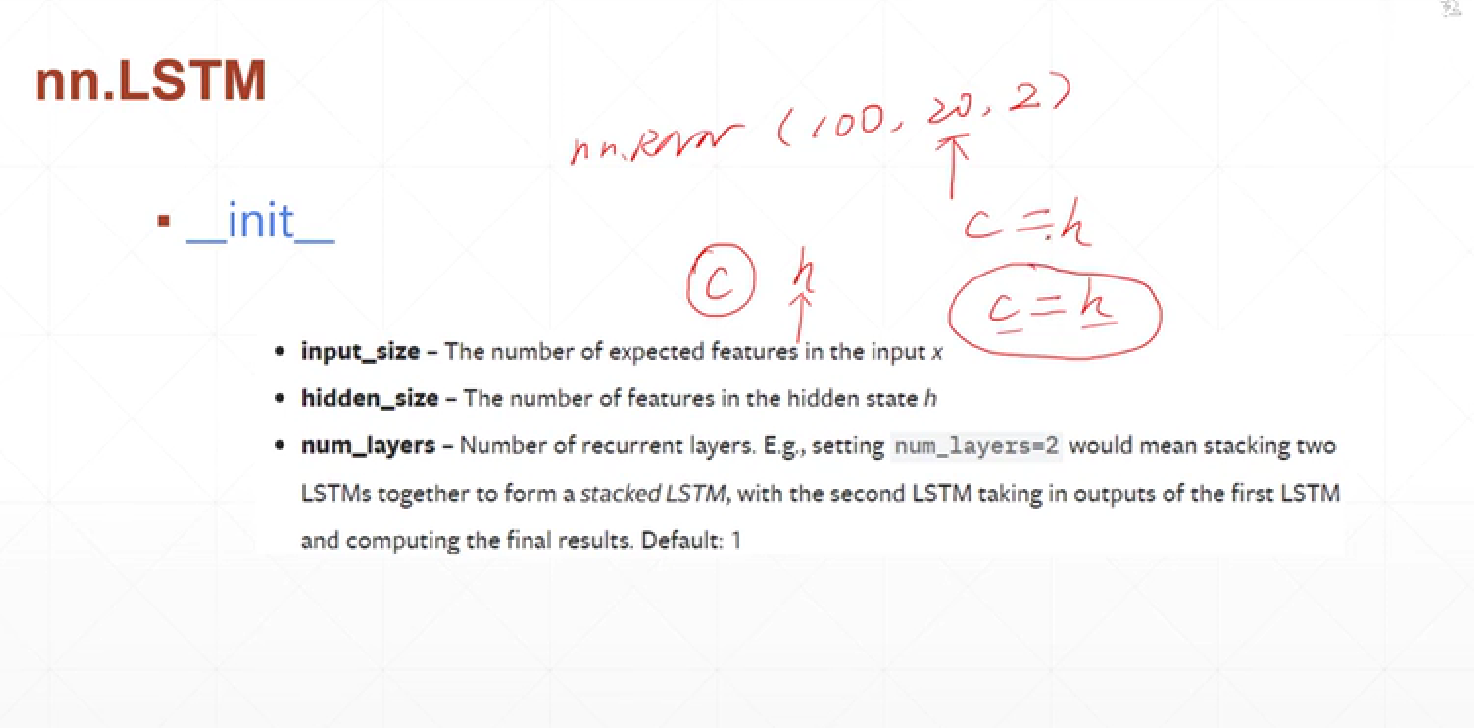 nn.LSTM
nn.RNN (100, 20, 2)
__init__
c = h
c h
c = h
• input_size – The number of expected features in the input x
• hidden_size – The number of features in the hidden state h
• num_layers – Number of recurrent layers. E.g., setting num_layers=2 would mean stacking two
LSTMs together to form a stacked LSTM, with the second LSTM taking in outputs of the first LSTM
and computing the final results. Default: 1